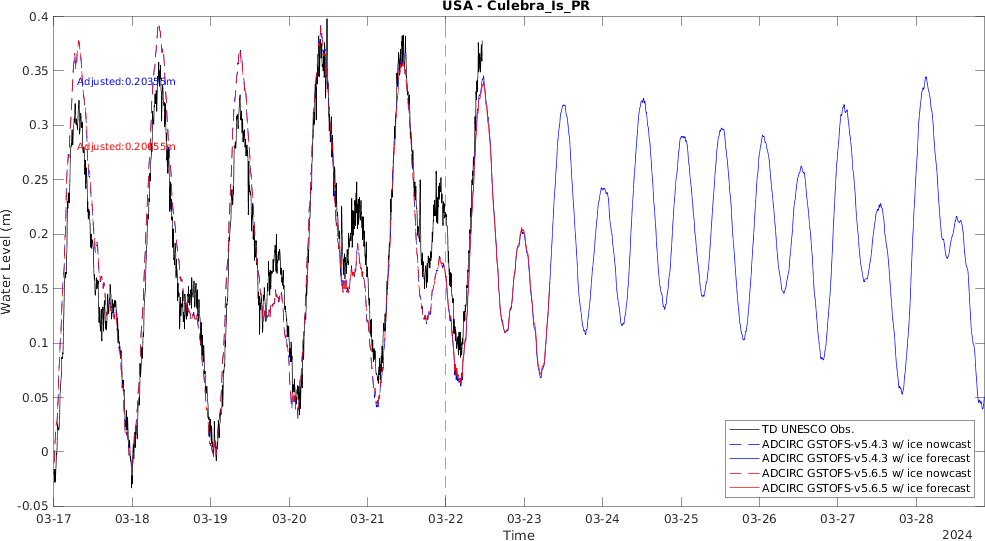 USA - Culebra_Is_PR
0.4
0.35
0.3
0.25
0.2
0.15
0.1
0.05
0
-0.05
Water Level (m)
Adjusted:0.20355m
Adjusted:0.20655m
TD UNESCO Obs.
ADCIRC GSTOFS-v5.4.3 w/ ice nowcast
ADCIRC GSTOFS-v5.4.3 w/ ice forecast
ADCIRC GSTOFS-v5.6.5 w/ ice nowcast
ADCIRC GSTOFS-v5.6.5 w/ ice forecast
03-17 03-18 03-19 03-20 03-21 03-22 03-23 03-24 03-25 03-26 03-27 03-28
Time
2024